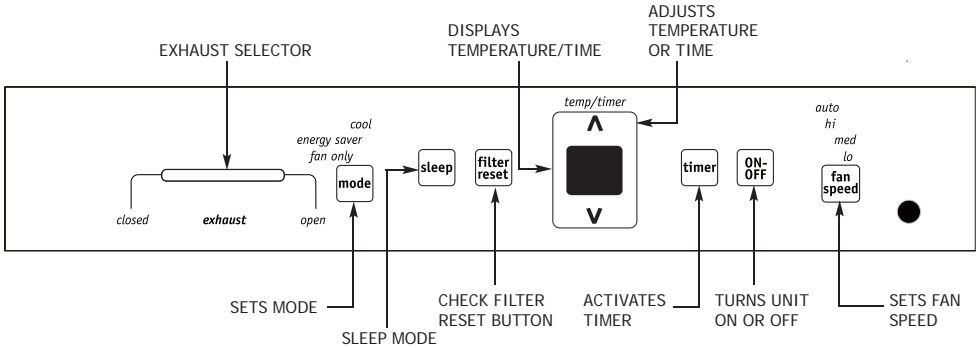 ADJUSTS
TEMPERATURE
OR TIME
DISPLAYS
TEMPERATURE/TIME
EXHAUST SELECTOR
temp/timer
cool
energy saver
fan only
mode
sleep
filter
reset
timer
ON-
OFF
auto
hi
med
lo
fan
speed
closed
exhaust
open
SETS MODE
SLEEP MODE
CHECK FILTER
RESET BUTTON
ACTIVATES
TIMER
TURNS UNIT
ON OR OFF
SETS FAN
SPEED